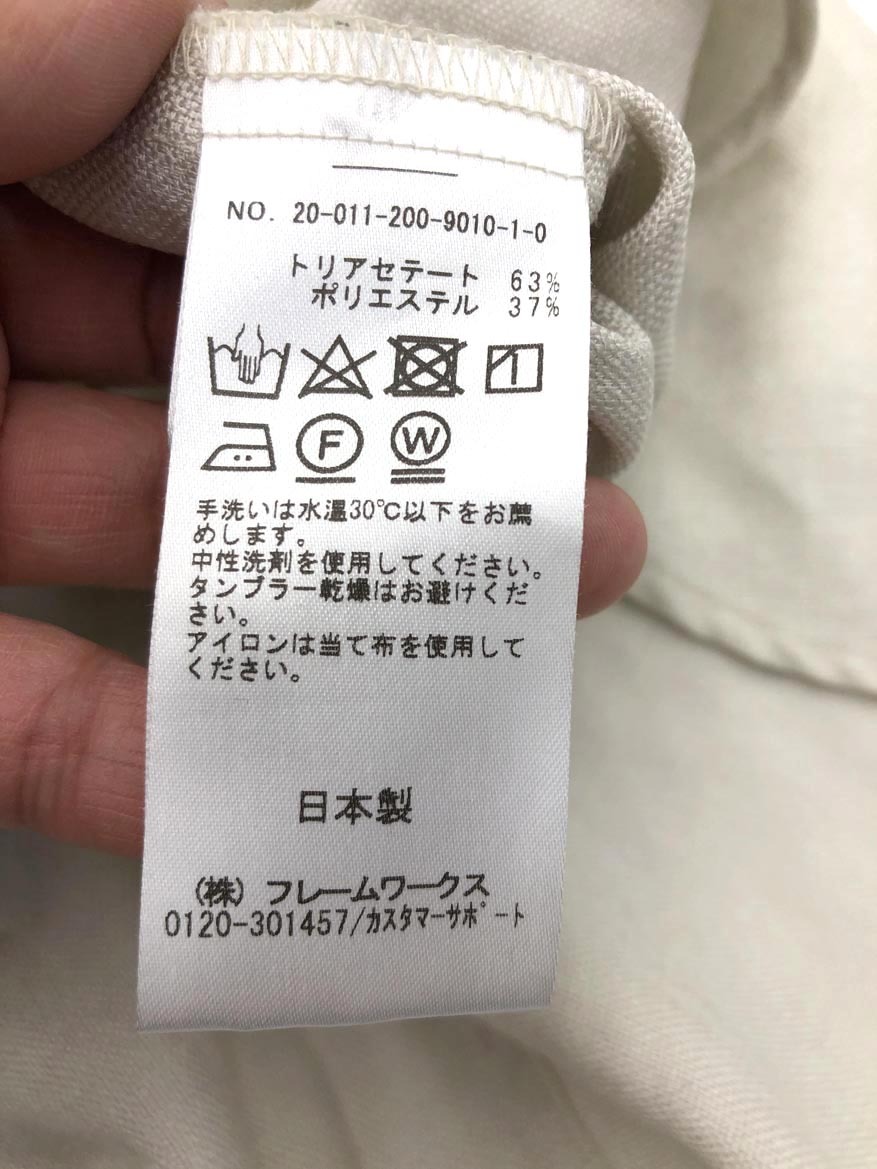 NO. 20-011-200-9010-1-0
トリアセテート 63%
ポリエステル 37%
F W
手洗いは水温30℃以下をお薦
めします。
中性洗剤を使用してください。
タンブラー乾燥はお避けくだ
さい。
アイロンは当て布を使用して
ください。
日本製
(株) フレームワークス
0120-301457/カスタマーサポート